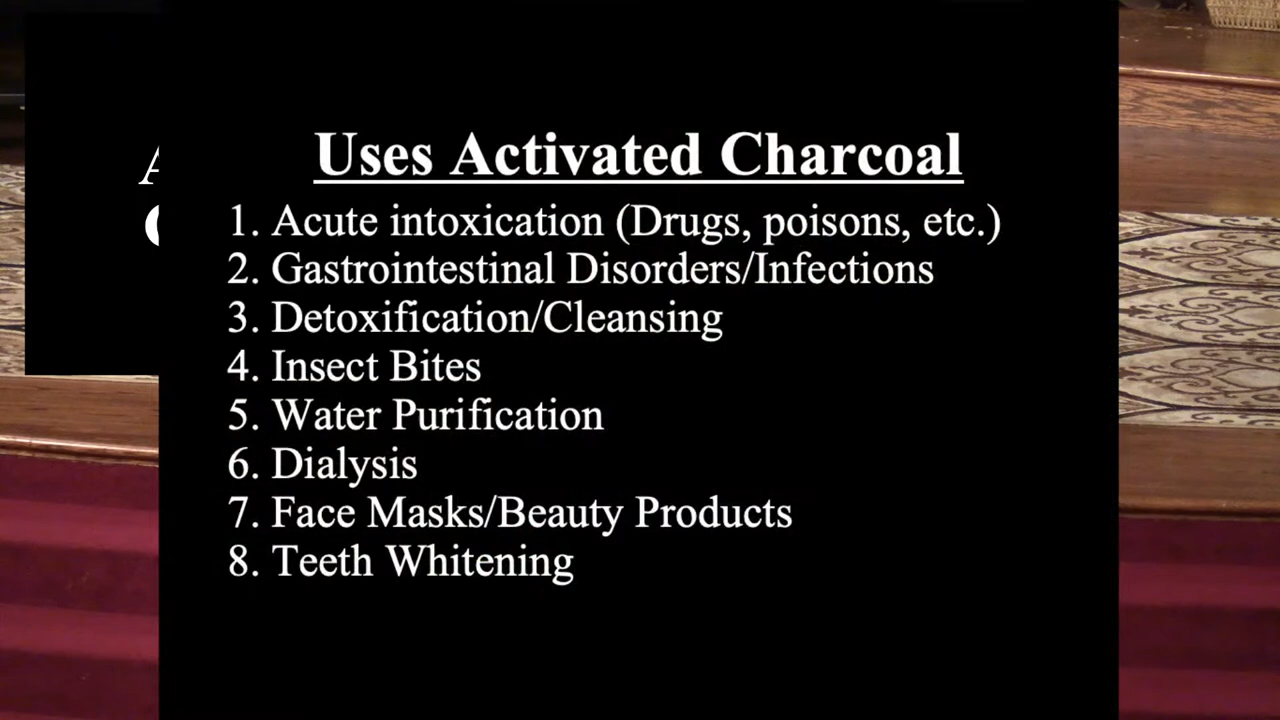 Uses Activated Charcoal
1. Acute intoxication (Drugs, poisons, etc.)
2. Gastrointestinal Disorders/Infections
3. Detoxification/Cleansing
4. Insect Bites
5. Water Purification
6. Dialysis
7. Face Masks/Beauty Products
8. Teeth Whitening